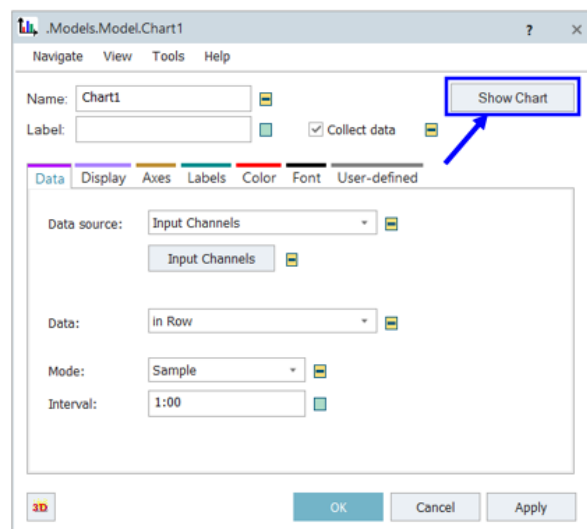 .Models.Model.Chart1 ? ×
Navigate View Tools Help
Name: Chart1 Show Chart
Label: Collect data
Data Display Axes Labels Color Font User-defined
Data source: Input Channels
Input Channels
Data: in Row
Mode: Sample
Interval: 1:00
3D OK Cancel Apply